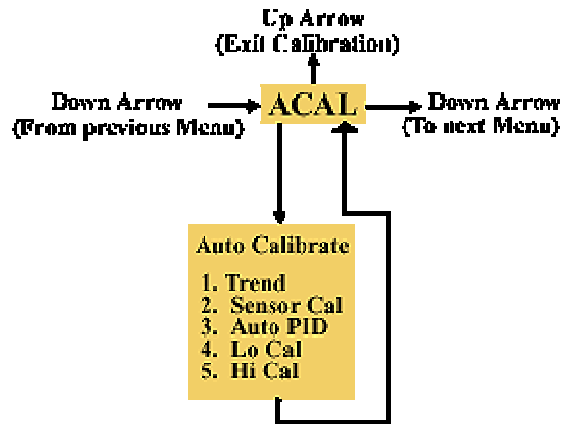 Up Arrow
(Exit Calibration)
Down Arrow
(From previous Menu)
ACAL
Down Arrow
(To next Menu)
Auto Calibrate
1. Trend
2. Sensor Cal
3. Auto PID
4. Lo Cal
5. Hi Cal